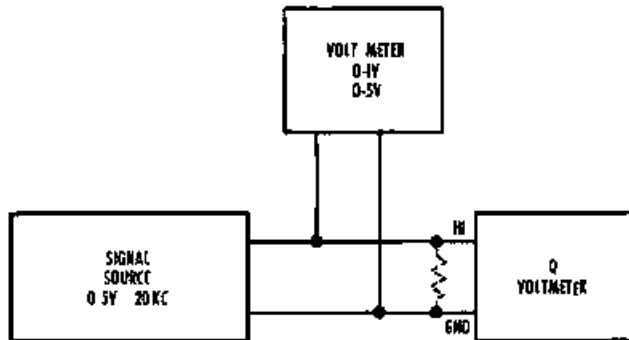 VOLT METER
0-1V
0-5V
SIGNAL
SOURCE
0 5V 20KC
HI
Q
VOLTMETER
GND